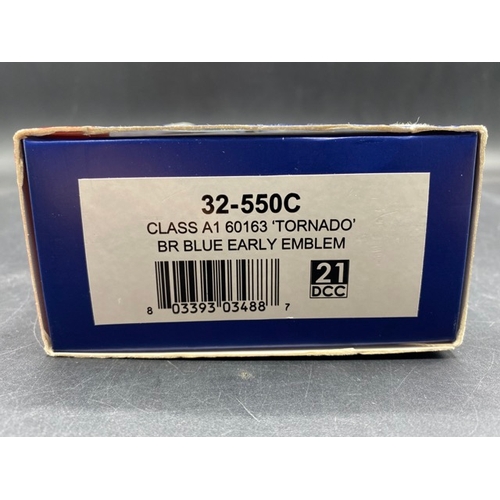 32-550C
CLASS A1 60163 'TORNADO'
BR BLUE EARLY EMBLEM
21
DCC
8 03393 03488 7